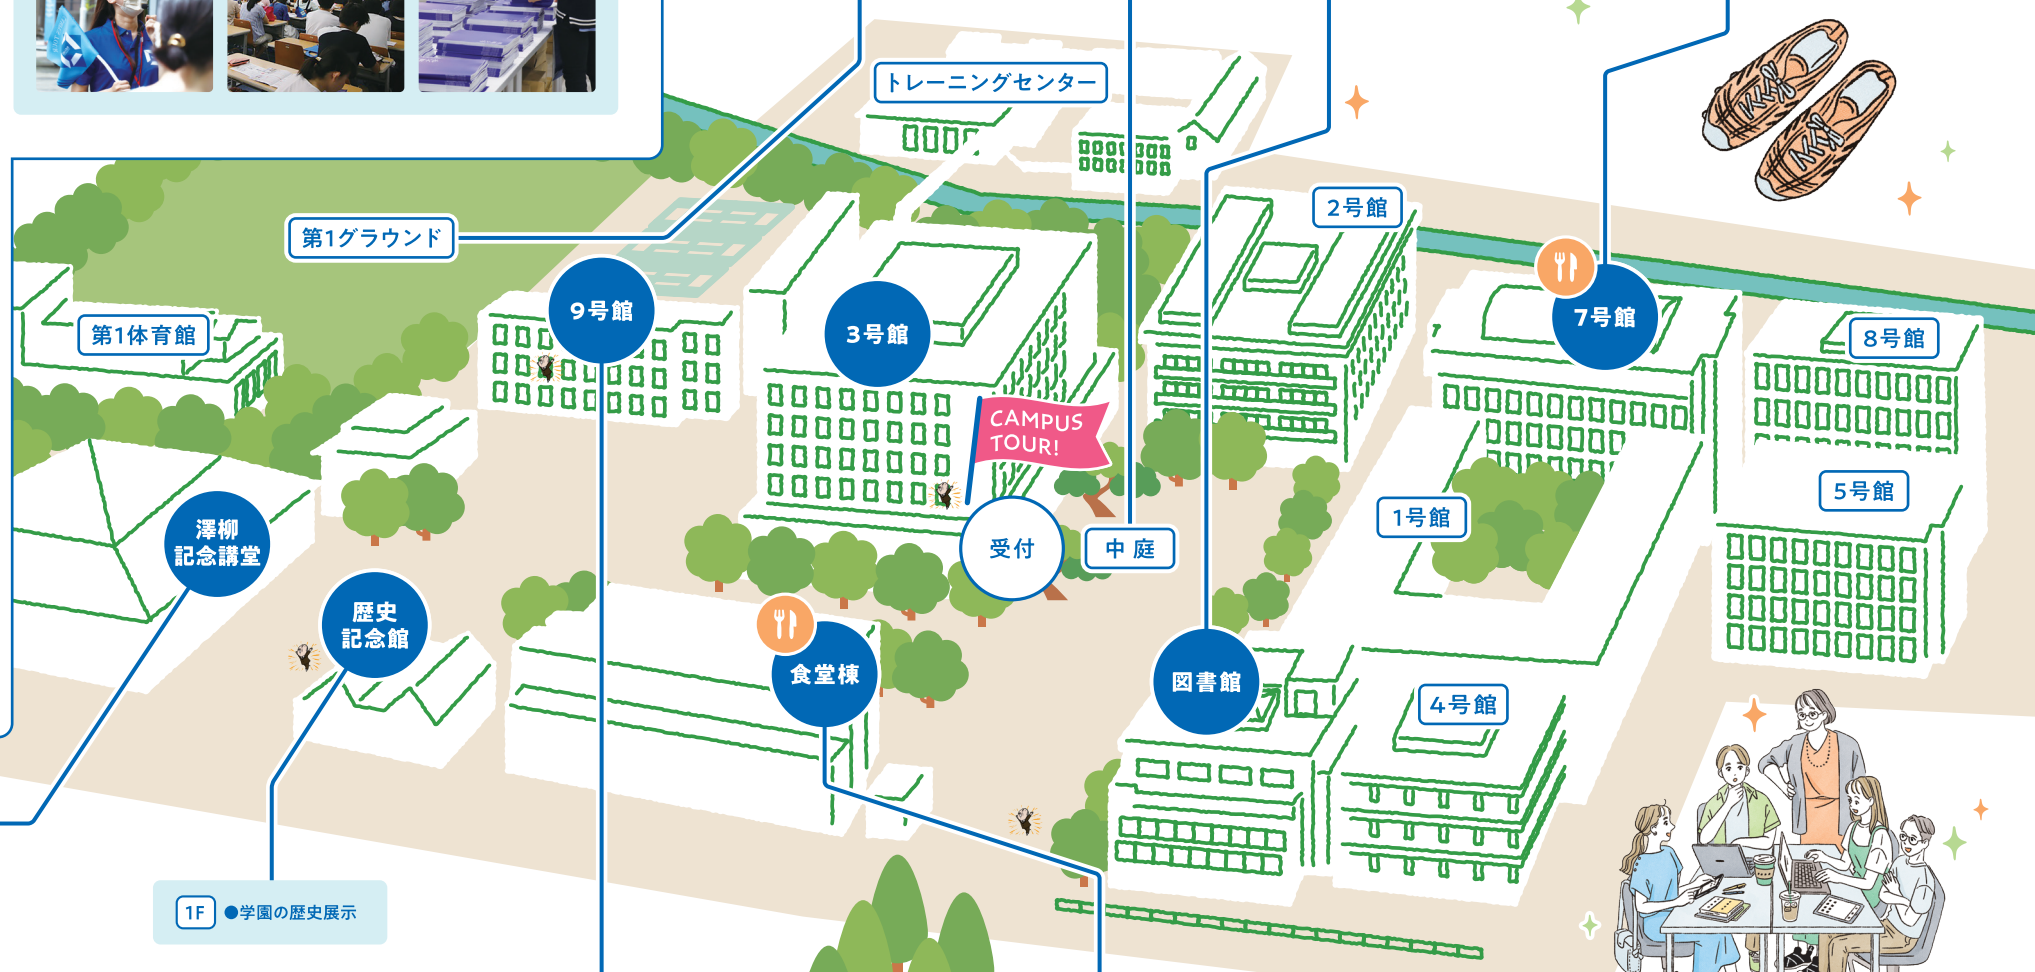 トレーニングセンター
2号館
第1グラウンド
9号館
3号館
7号館
第1体育館
8号館
CAMPUS
TOUR!
5号館
1号館
澤柳
記念講堂
受付
中庭
歴史
記念館
食堂棟
図書館
4号館
1F ●学園の歴史展示